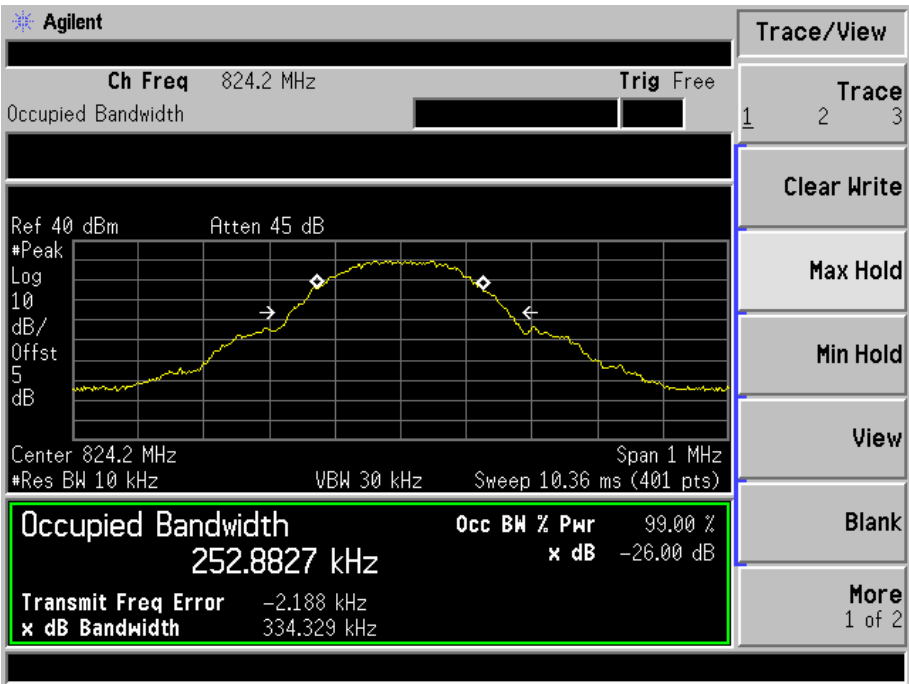 Agilent
Trace/View
Ch Freq 824.2 MHz Trig Free
Occupied Bandwidth
Trace
1 2 3
Clear Write
Max Hold
Min Hold
View
Blank
More
1 of 2
Ref 40 dBm Atten 45 dB
#Peak
Log
10
dB/
Offst
5
dB
Center 824.2 MHz Span 1 MHz
#Res BW 10 kHz VBW 30 kHz Sweep 10.36 ms (401 pts)
Occupied Bandwidth Occ BW % Pwr 99.00 %
252.8827 kHz x dB -26.00 dB
Transmit Freq Error -2.188 kHz
x dB Bandwidth 334.329 kHz